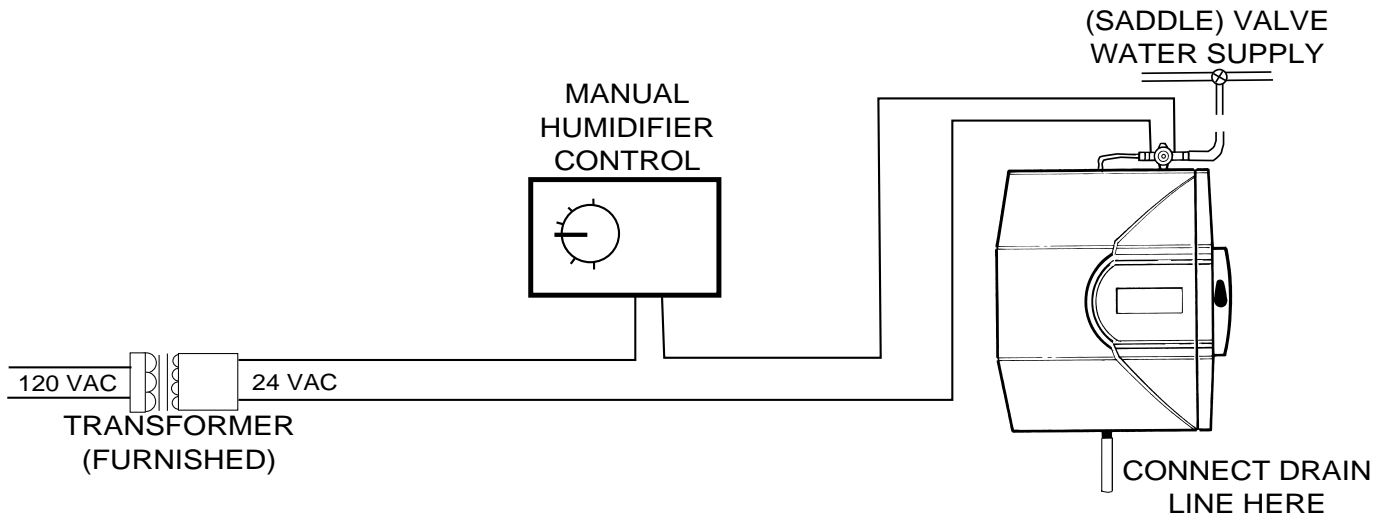 (SADDLE) VALVE
WATER SUPPLY
MANUAL
HUMIDIFIER
CONTROL
120 VAC
24 VAC
TRANSFORMER
(FURNISHED)
CONNECT DRAIN
LINE HERE